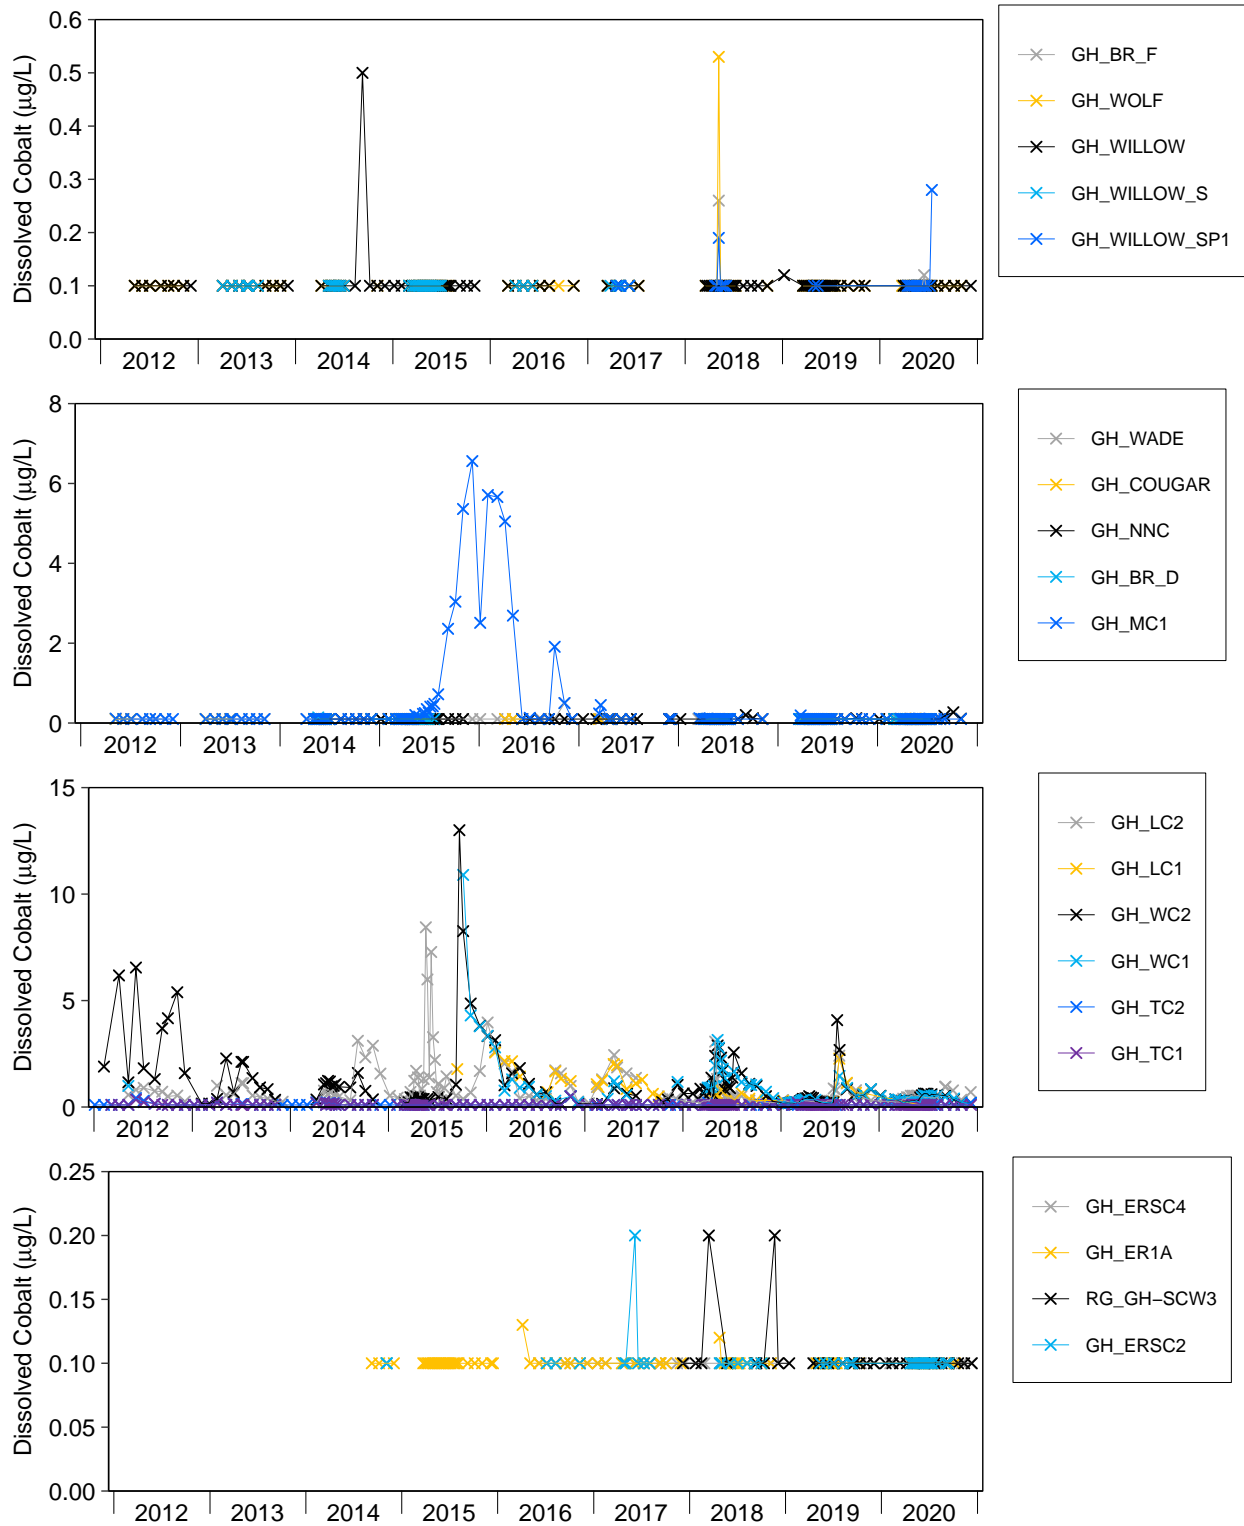 0.6
0.5
0.4
0.3
0.2
0.1
0.0
Dissolved Cobalt (µg/L)
2012 2013 2014 2015 2016 2017 2018 2019 2020
GH_BR_F
GH_WOLF
GH_WILLOW
GH_WILLOW_S
GH_WILLOW_SP1
8
6
4
2
0
Dissolved Cobalt (µg/L)
2012 2013 2014 2015 2016 2017 2018 2019 2020
GH_WADE
GH_COUGAR
GH_NNC
GH_BR_D
GH_MC1
15
10
5
0
Dissolved Cobalt (µg/L)
2012 2013 2014 2015 2016 2017 2018 2019 2020
GH_LC2
GH_LC1
GH_WC2
GH_WC1
GH_TC2
GH_TC1
0.25
0.20
0.15
0.10
0.05
0.00
Dissolved Cobalt (µg/L)
2012 2013 2014 2015 2016 2017 2018 2019 2020
GH_ERSC4
GH_ER1A
RG_GH−SCW3
GH_ERSC2